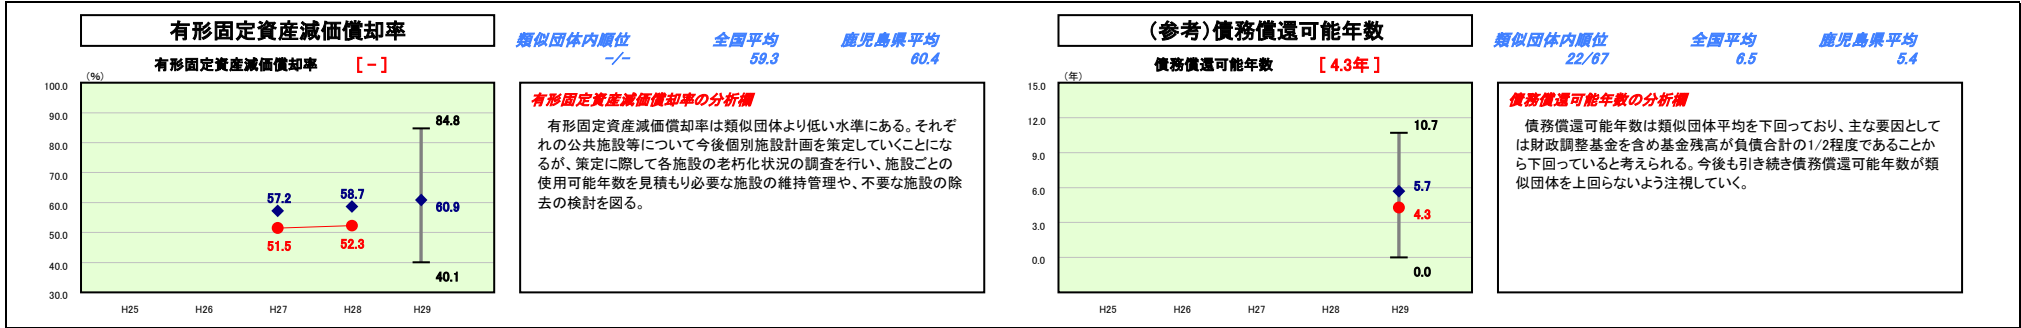 有形固定資産減価償却率
有形固定資産減価償却率 [ - ]
類似団体内順位 全国平均 鹿児島県平均
-/- 59.3 60.4
(%)
100.0
90.0
80.0
70.0
60.0
50.0
40.0
30.0
84.8
57.2
58.7
60.9
51.5
52.3
40.1
H25 H26 H27 H28 H29
有形固定資産減価償却率の分析欄
有形固定資産減価償却率は類似団体より低い水準にある。それぞ
れの公共施設等について今後個別施設計画を策定していくことにな
るが、策定に際して各施設の老朽化状況の調査を行い、施設ごとの
使用可能年数を見積もり必要な施設の維持管理や、不要な施設の除
去の検討を図る。
(参考)債務償還可能年数
債務償還可能年数 [ 4.3年 ]
類似団体内順位 全国平均 鹿児島県平均
22/67 6.5 5.4
(年)
15.0
12.0
9.0
6.0
3.0
0.0
10.7
5.7
4.3
0.0
H25 H26 H27 H28 H29
債務償還可能年数の分析欄
債務償還可能年数は類似団体平均を下回っており、主な要因として
は財政調整基金を含め基金残高が負債合計の1/2程度であることか
ら下回っていると考えられる。今後も引き続き債務償還可能年数が類
似団体を上回らないよう注視していく。